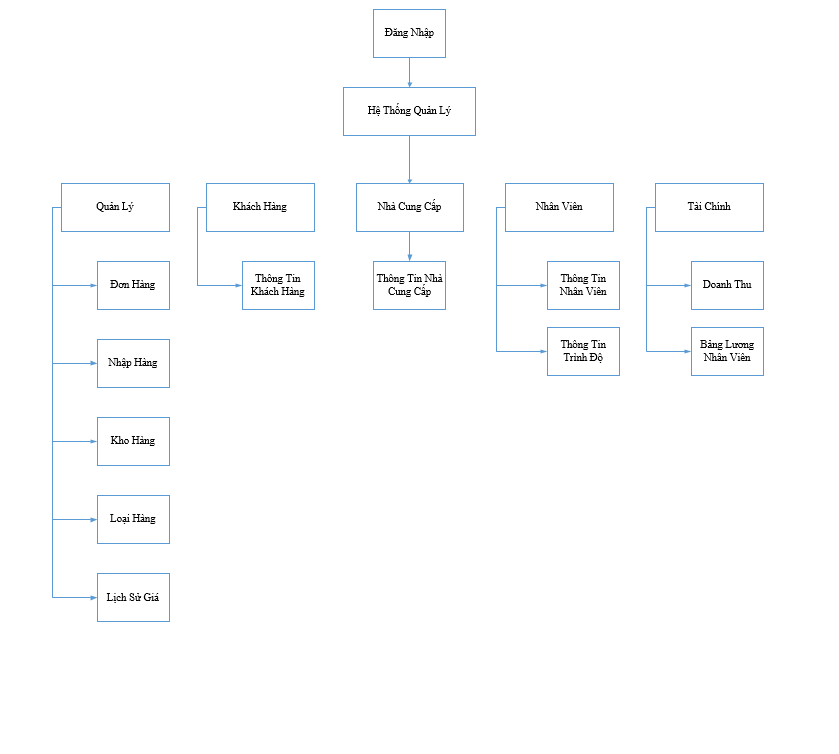 Đăng Nhập
Hệ Thống Quản Lý
Quản Lý
Khách Hàng
Nhà Cung Cấp
Nhân Viên
Tài Chính
Đơn Hàng
Thông Tin
Khách Hàng
Thông Tin Nhà
Cung Cấp
Thông Tin
Nhân Viên
Doanh Thu
Nhập Hàng
Thông Tin
Trình Độ
Bảng Lương
Nhân Viên
Kho Hàng
Loại Hàng
Lịch Sử Giá